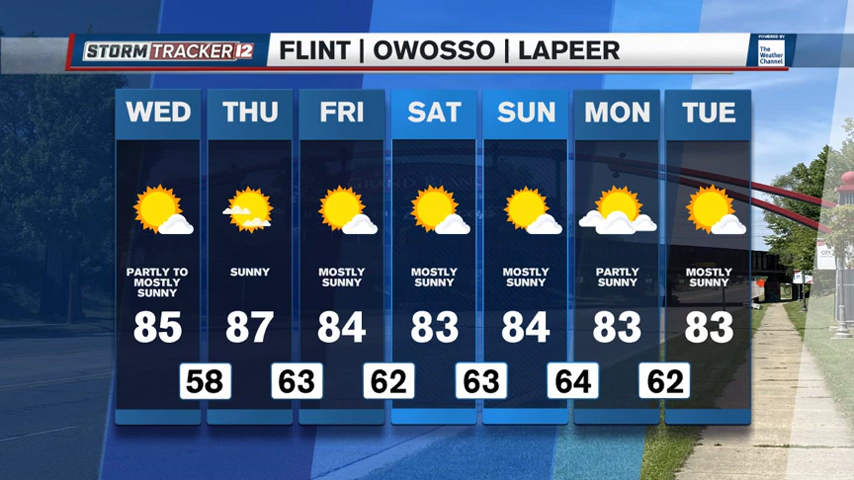 STORMTRACKER 12
FLINT | OWOSSO | LAPEER
POWERED BY
The
Weather
Channel
WED THU FRI SAT SUN MON TUE
PARTLY TO
MOSTLY
SUNNY
SUNNY
MOSTLY
SUNNY
MOSTLY
SUNNY
MOSTLY
SUNNY
PARTLY
SUNNY
MOSTLY
SUNNY
85 87 84 83 84 83 83
58 63 62 63 64 62